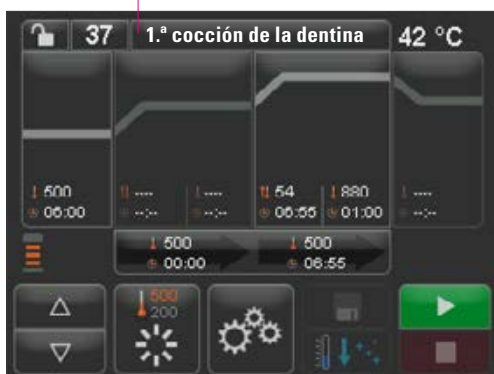 37 1.ª cocción de la dentina 42 °C
500 ---- ---- 54 880 ----
06:00 --:-- --:-- 06:55 01:00 --:--
500 500
00:00 06:55
500
200